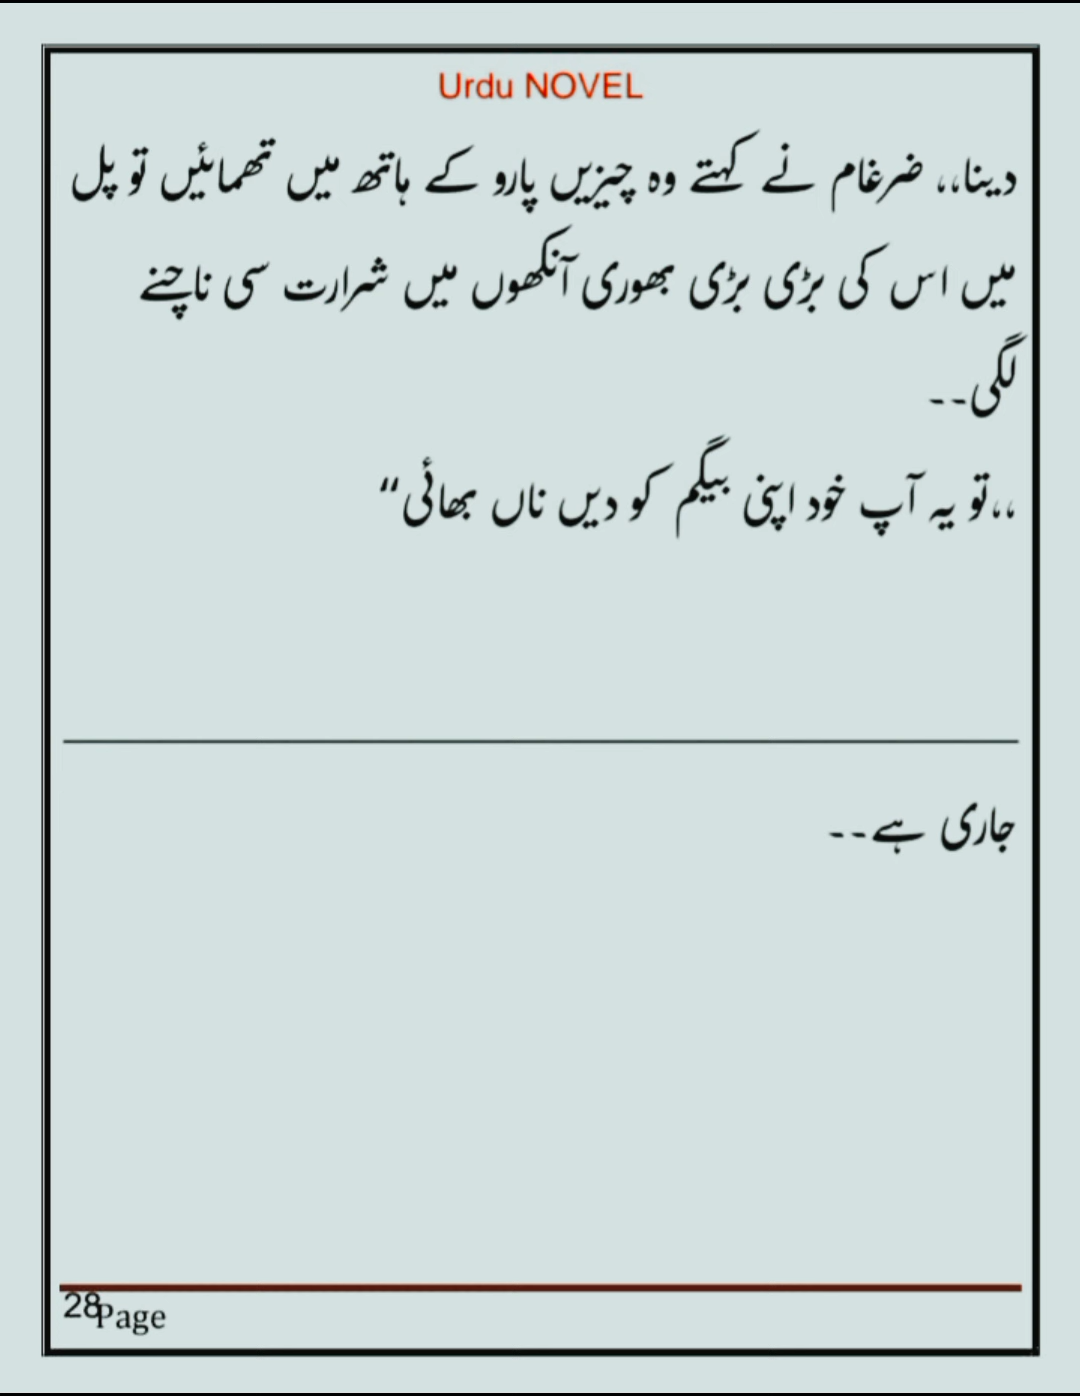 Urdu NOVEL
دینا،، ضرغام نے کہتے وہ چیزیں پارو کے ہاتھ میں تھمائیں تو پل
میں اس کی بڑی بڑی بھوری آنکھوں میں شرارت سی ناچنے
لگی--
،،تو یہ آپ خود اپنی بیگم کو دیں ناں بھائی“
جاری ہے--
28Page